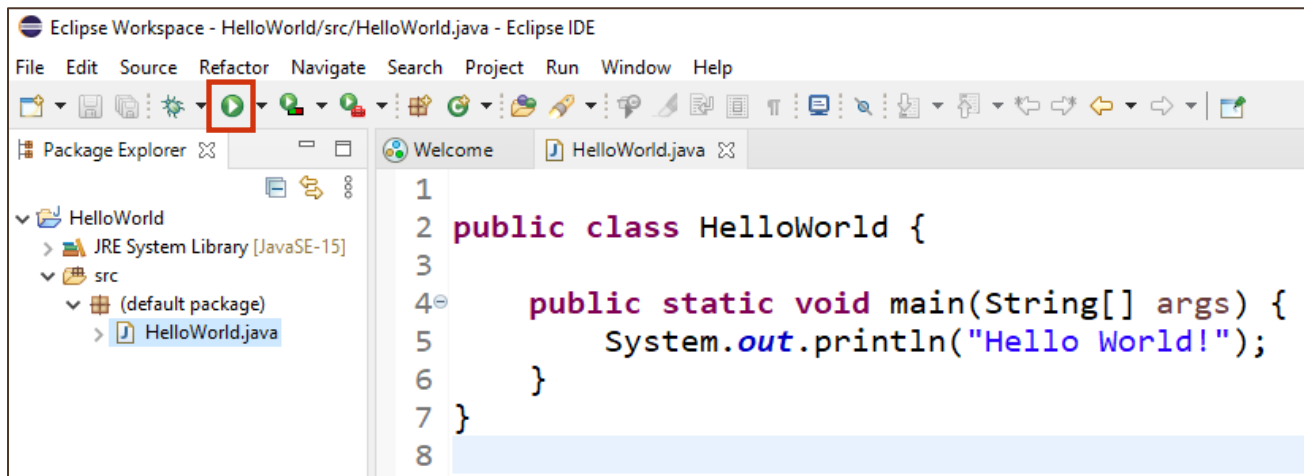 Eclipse Workspace - HelloWorld/src/HelloWorld.java - Eclipse IDE
File Edit Source Refactor Navigate Search Project Run Window Help
Package Explorer
Welcome HelloWorld.java
HelloWorld
JRE System Library [JavaSE-15]
src
(default package)
HelloWorld.java
1
2 public class HelloWorld {
3
4 public static void main(String[] args) {
5 System.out.println("Hello World!");
6 }
7 }
8